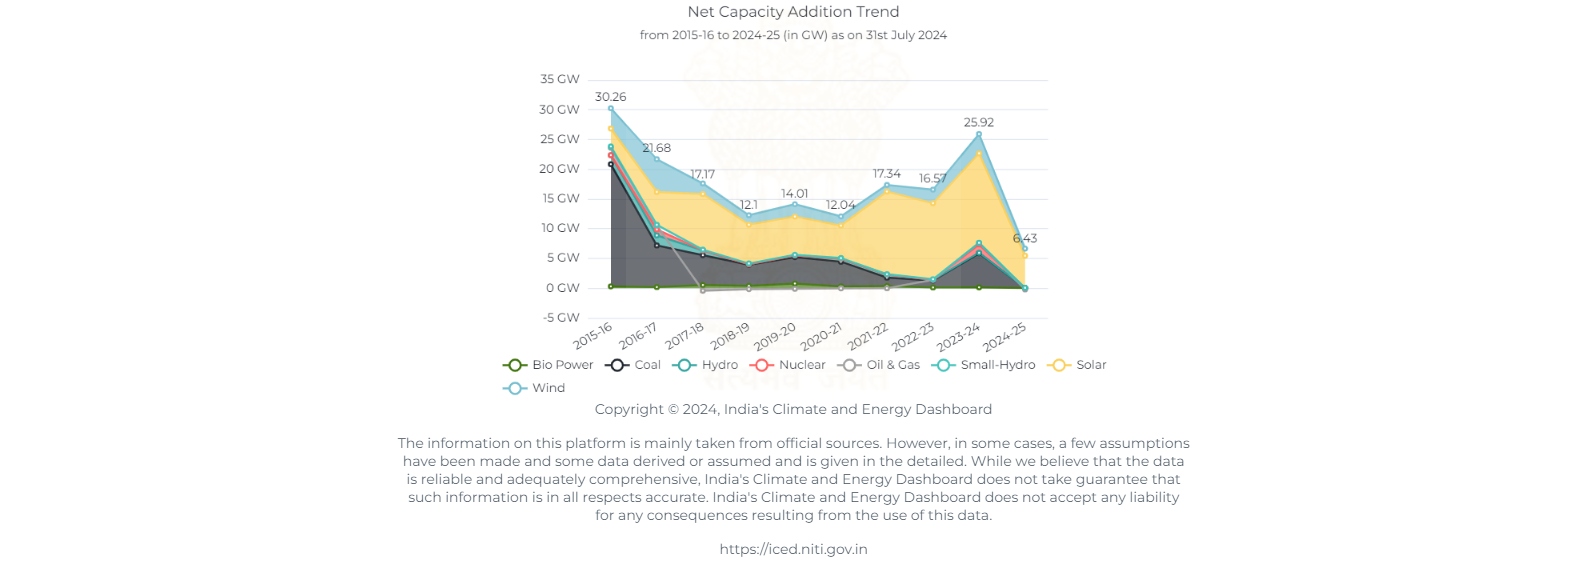 Net Capacity Addition Trend
from 2015-16 to 2024-25 (in GW) as on 31st July 2024
35 GW
30 GW
25 GW
20 GW
15 GW
10 GW
5 GW
0 GW
-5 GW
30.26
21.68
17.17
12.1
14.01
12.04
17.34
16.57
25.92
6.43
2015-16
2016-17
2017-18
2018-19
2019-20
2020-21
2021-22
2022-23
2023-24
2024-25
Bio Power Coal Hydro Nuclear Oil & Gas Small-Hydro Solar
Wind
सत्यमेव जयते
Copyright © 2024, India's Climate and Energy Dashboard
The information on this platform is mainly taken from official sources. However, in some cases, a few assumptions
have been made and some data derived or assumed and is given in the detailed. While we believe that the data
is reliable and adequately comprehensive, India's Climate and Energy Dashboard does not take guarantee that
such information is in all respects accurate. India's Climate and Energy Dashboard does not accept any liability
for any consequences resulting from the use of this data.
https://iced.niti.gov.in